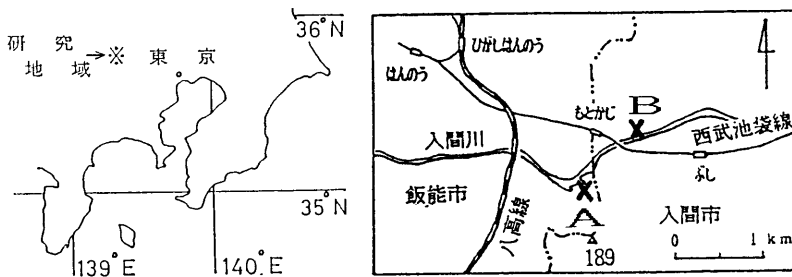 36°N
研究
地域→※ 東京
35°N
139°E
140°E
ひがしはんのう
はんのう
もとかじ
B
西武池袋線
入間川
ぶし
飯能市
八高線
A
入間市
189
0 1km